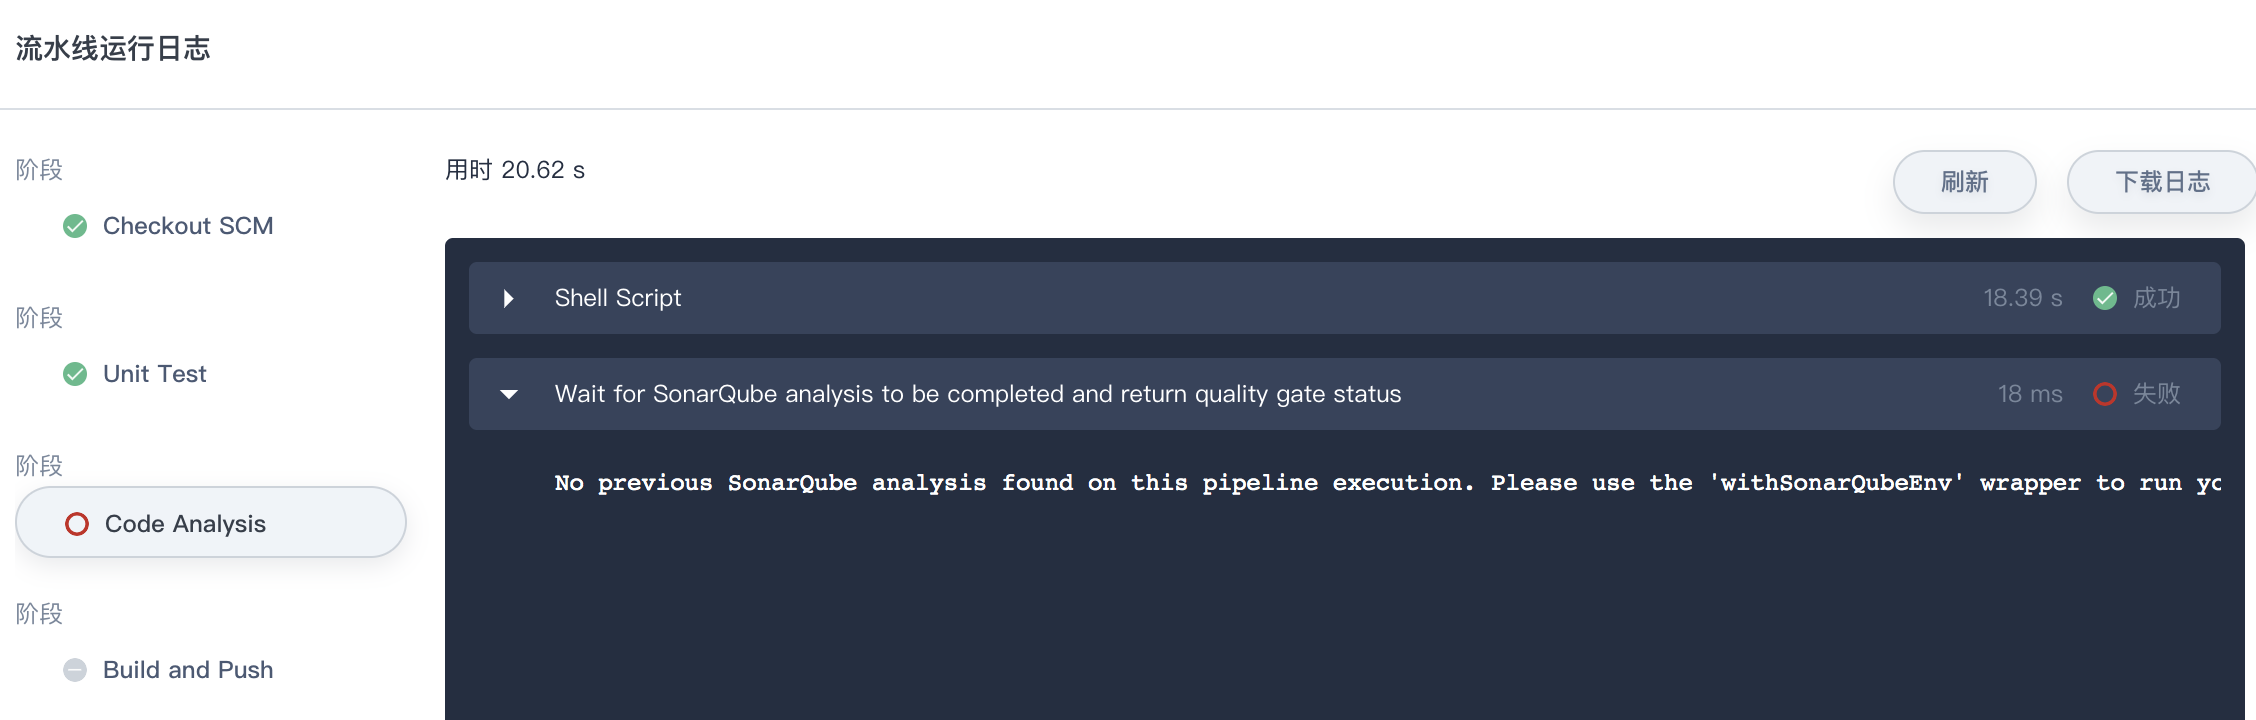 流水线运行日志
阶段
Checkout SCM
阶段
Unit Test
阶段
Code Analysis
阶段
Build and Push
用时 20.62 s
刷新
下载日志
Shell Script 18.39 s 成功
Wait for SonarQube analysis to be completed and return quality gate status 18 ms 失败
No previous SonarQube analysis found on this pipeline execution. Please use the 'withSonarQubeEnv' wrapper to run